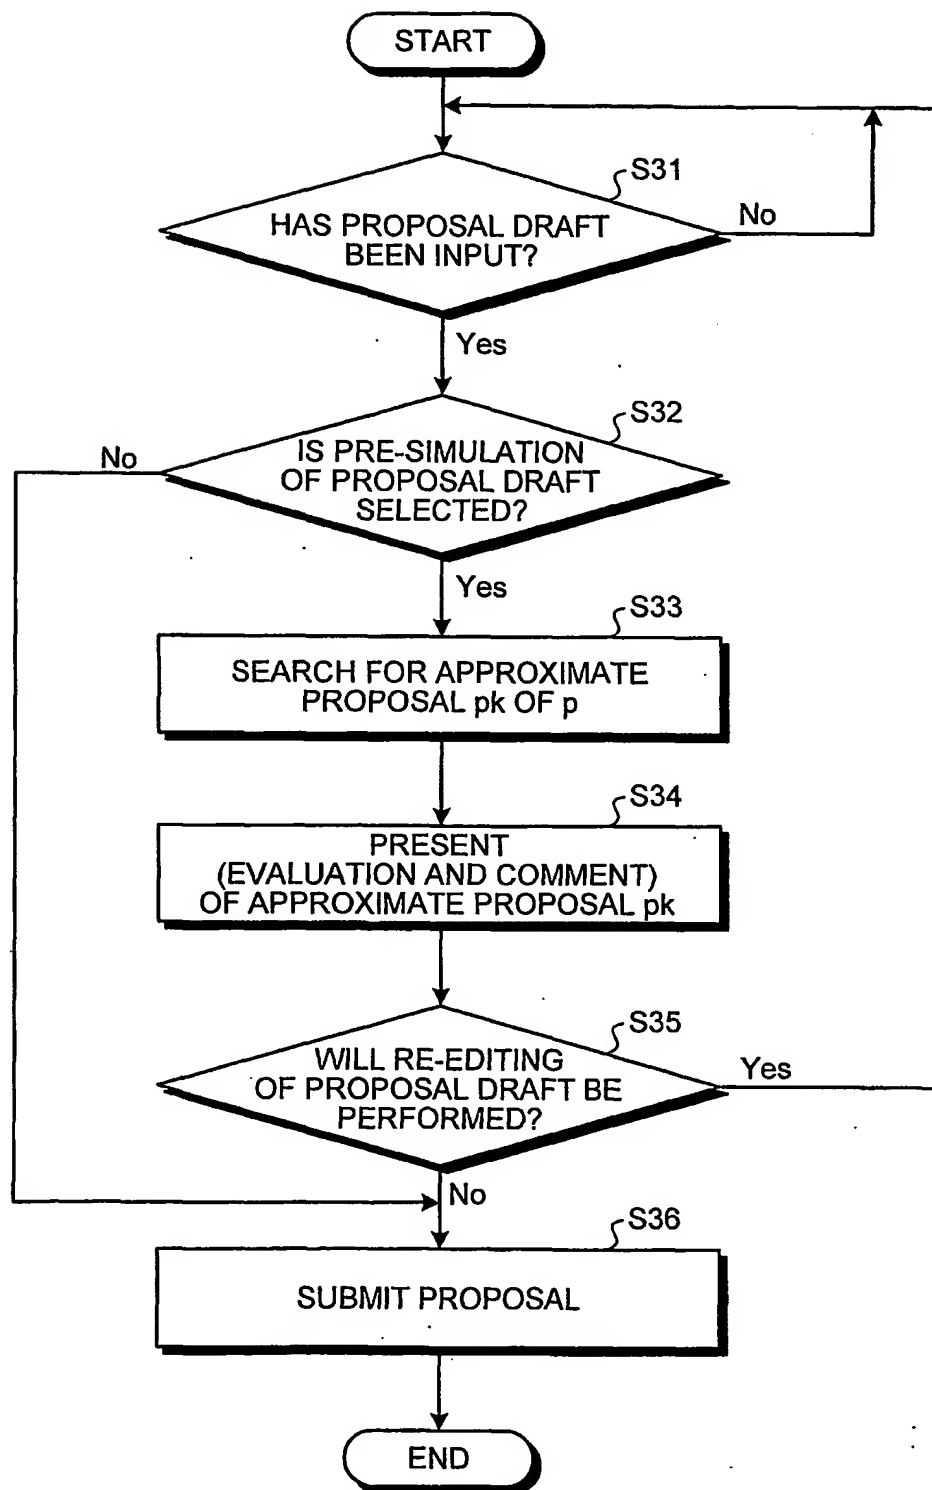 START
S31
HAS PROPOSAL DRAFT
BEEN INPUT?
No
Yes
S32
No
IS PRE-SIMULATION
OF PROPOSAL DRAFT
SELECTED?
Yes
S33
SEARCH FOR APPROXIMATE
PROPOSAL pk OF p
S34
PRESENT
(EVALUATION AND COMMENT)
OF APPROXIMATE PROPOSAL pk
S35
WILL RE-EDITING
OF PROPOSAL DRAFT BE
PERFORMED?
Yes
No
S36
SUBMIT PROPOSAL
END